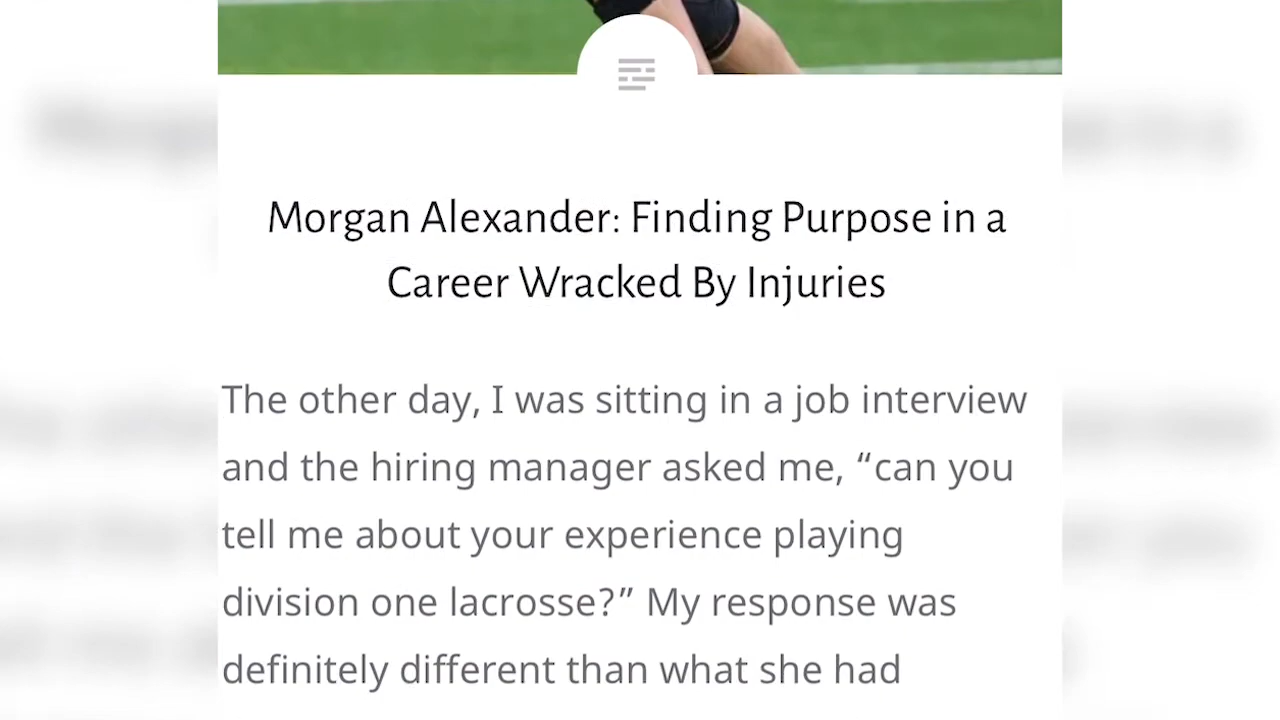 Morgan Alexander: Finding Purpose in a
Career Wracked By Injuries
The other day, I was sitting in a job interview
and the hiring manager asked me, “can you
tell me about your experience playing
division one lacrosse?” My response was
definitely different than what she had